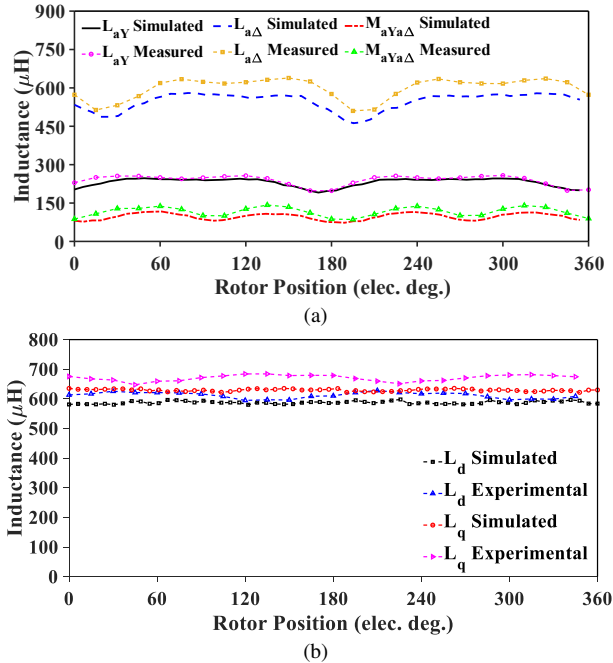 L_aY Simulated L_aΔ Simulated M_aYaΔ Simulated
L_aY Measured L_aΔ Measured M_aYaΔ Measured
900
750
600
450
300
150
0
Inductance (μH)
0 60 120 180 240 300 360
Rotor Position (elec. deg.)
(a)
800
700
600
500
400
300
200
100
0
Inductance (μH)
L_d Simulated
L_d Experimental
L_q Simulated
L_q Experimental
0 60 120 180 240 300 360
Rotor Position (elec. deg.)
(b)